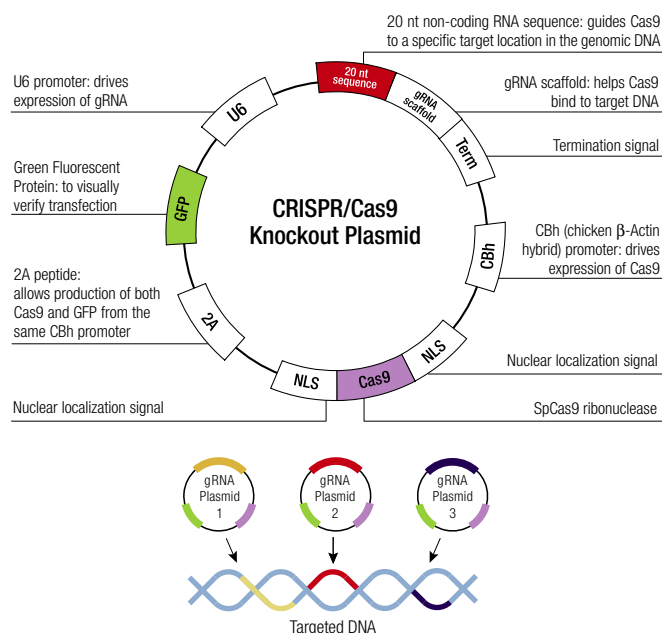 20 nt non-coding RNA sequence: guides Cas9
to a specific target location in the genomic DNA
U6 promoter: drives
expression of gRNA
gRNA scaffold: helps Cas9
bind to target DNA
Termination signal
Green Fluorescent
Protein: to visually
verify transfection
CBh (chicken β-Actin
hybrid) promoter: drives
expression of Cas9
2A peptide:
allows production of both
Cas9 and GFP from the
same CBh promoter
Nuclear localization signal
Nuclear localization signal
SpCas9 ribonuclease
CRISPR/Cas9
Knockout Plasmid
20 nt
sequence
gRNA
scaffold
Term
CBh
NLS
Cas9
NLS
2A
GFP
U6
gRNA
Plasmid
1
gRNA
Plasmid
2
gRNA
Plasmid
3
Targeted DNA